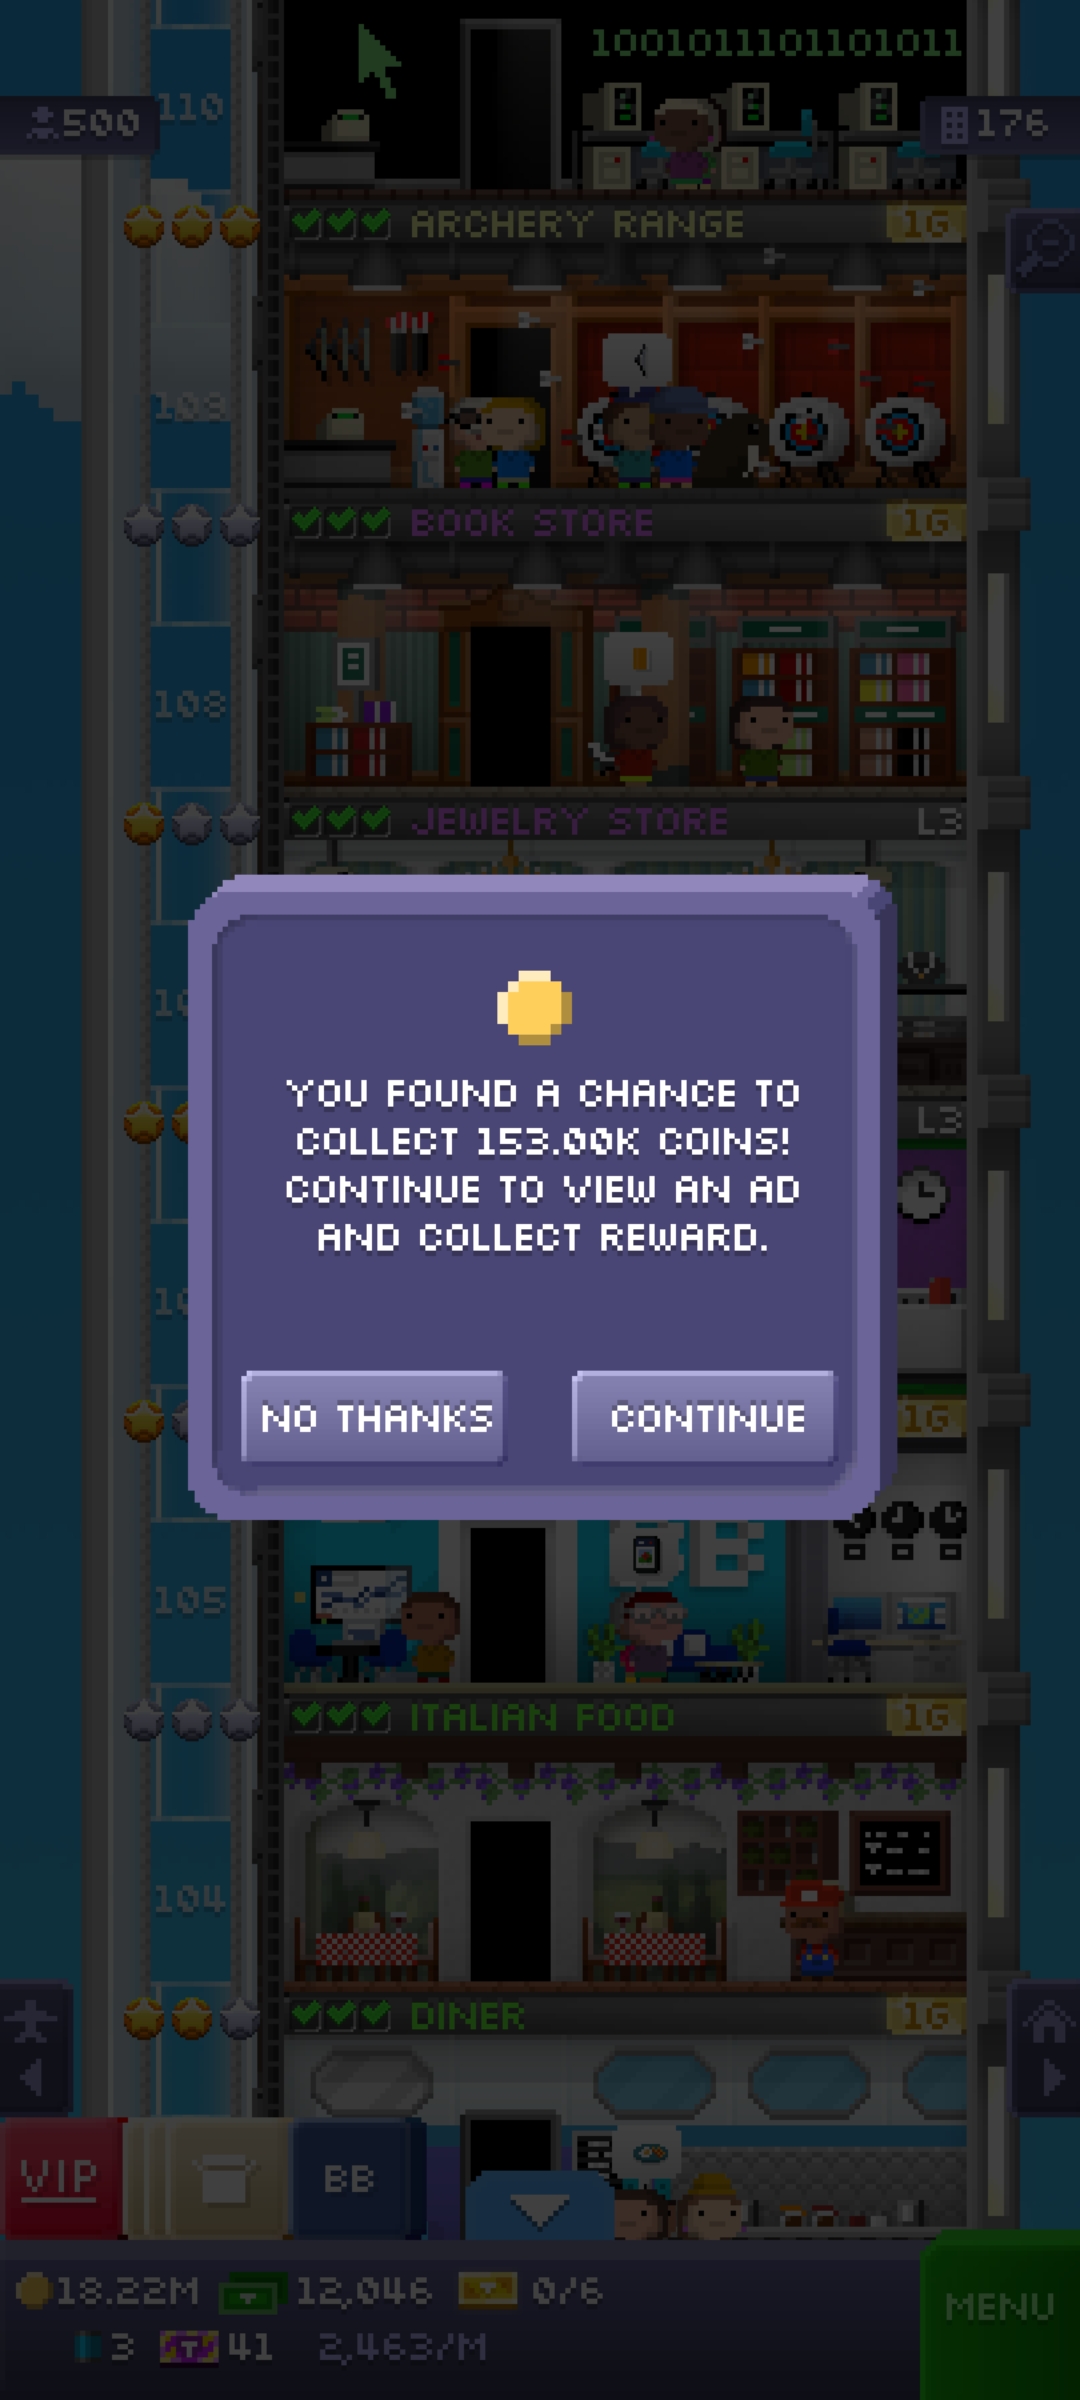 1001011101101011
110
500
176
ARCHERY RANGE 1G
109
BOOK STORE 1G
108
JEWELRY STORE L3
L3
YOU FOUND A CHANCE TO
COLLECT 153.00K COINS!
CONTINUE TO VIEW AN AD
AND COLLECT REWARD.
NO THANKS
CONTINUE
1G
BB
105
ITALIAN FOOD 1G
104
DINER 1G
VIP
BB
18.22M 12,046 0/6
3 41 2,463/M
MENU